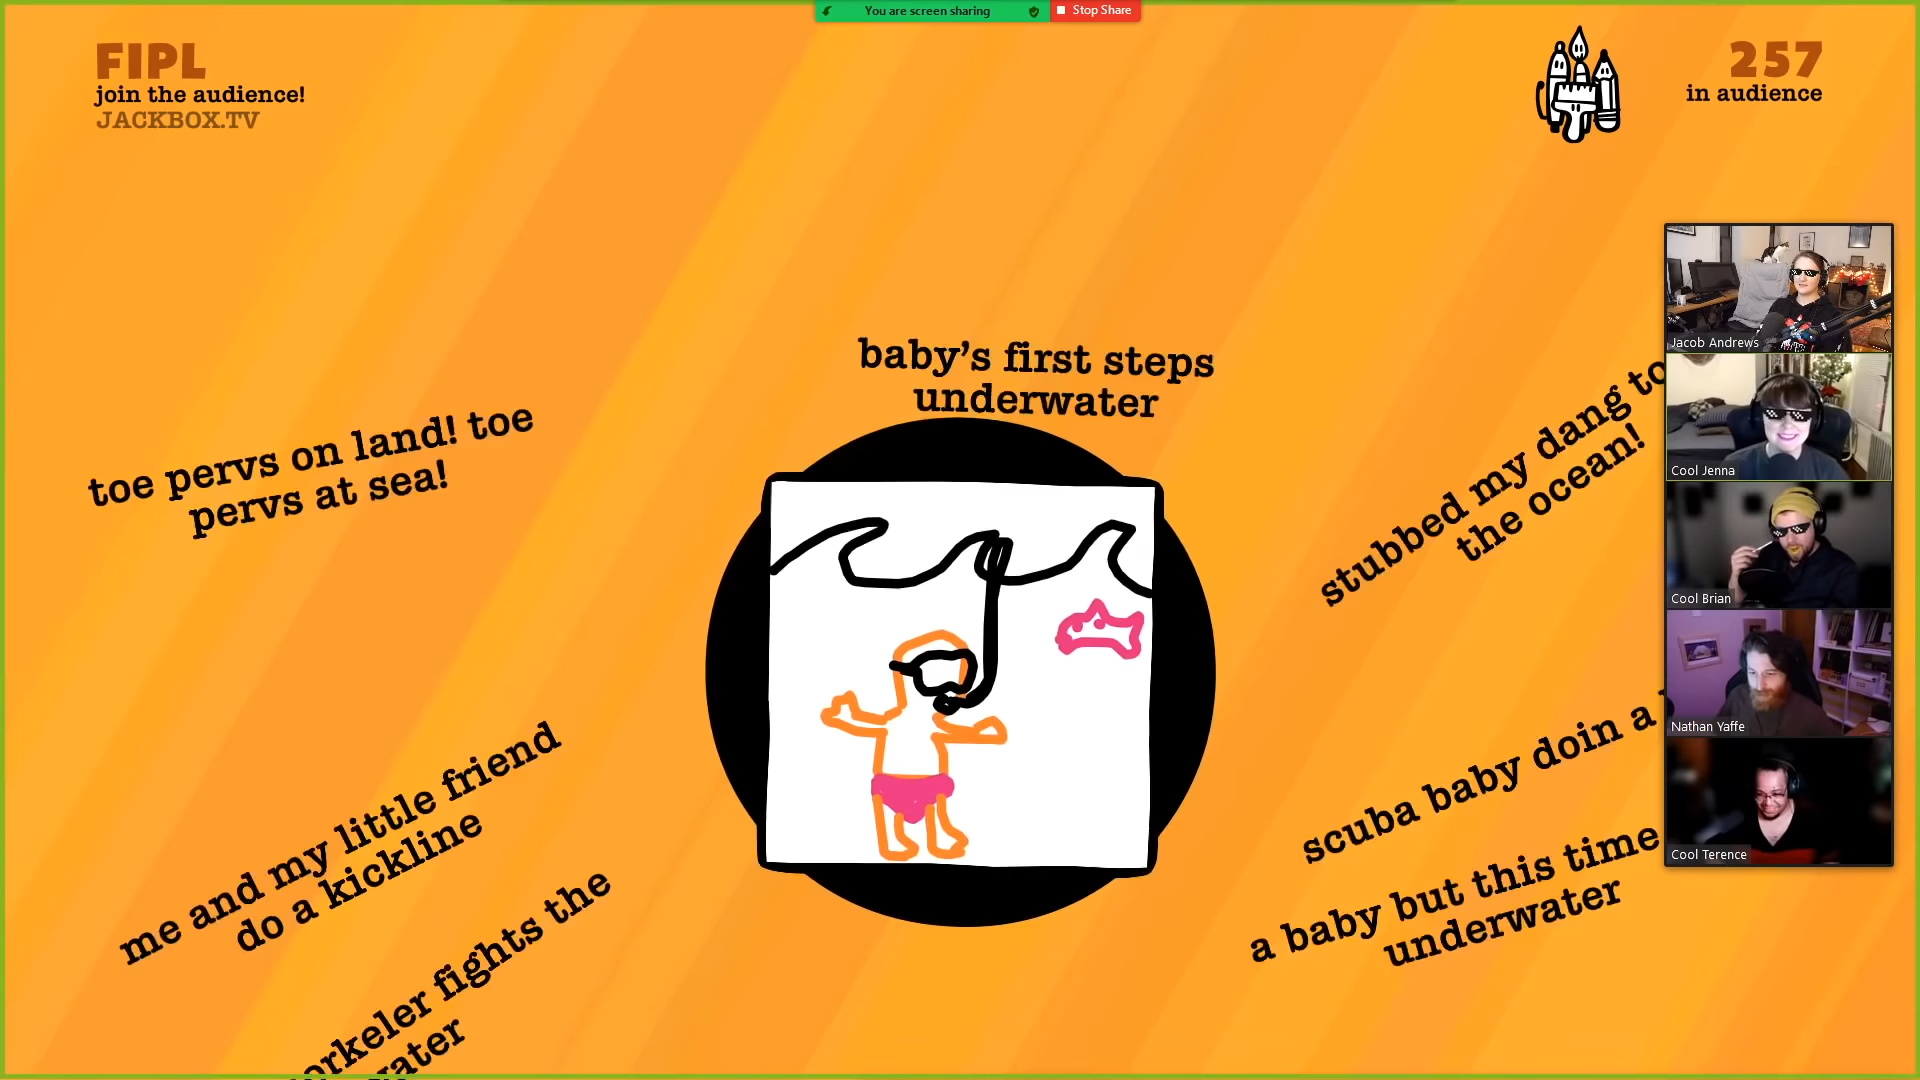 You are screen sharing
Stop Share
FIPL
join the audience!
JACKBOX.TV
257
in audience
baby's first steps
underwater
toe pervs on land! toe
pervs at sea!
stubbed my dang
the ocean!
me and my little friend
do a kickline
fights the
scuba baby doin a
a baby but this time
underwater
Jacob Andrews
Cool Jenna
Cool Brian
Nathan Yaffe
Cool Terence